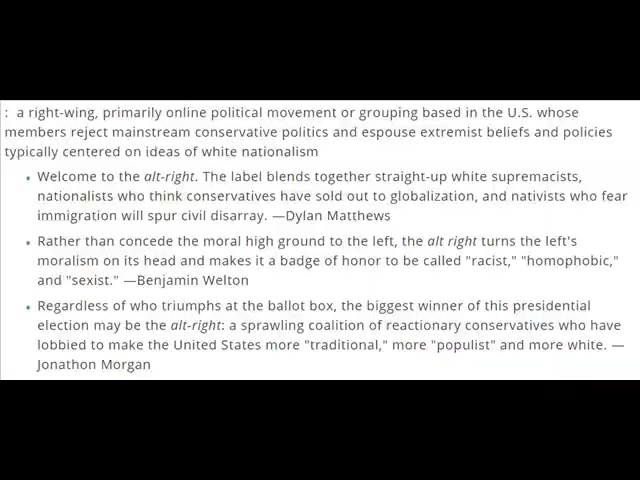 : a right-wing, primarily online political movement or grouping based in the U.S. whose
members reject mainstream conservative politics and espouse extremist beliefs and policies
typically centered on ideas of white nationalism
▪ Welcome to the alt-right. The label blends together straight-up white supremacists,
nationalists who think conservatives have sold out to globalization, and nativists who fear
immigration will spur civil disarray. —Dylan Matthews
▪ Rather than concede the moral high ground to the left, the alt right turns the left's
moralism on its head and makes it a badge of honor to be called "racist," "homophobic,"
and "sexist." —Benjamin Welton
▪ Regardless of who triumphs at the ballot box, the biggest winner of this presidential
election may be the alt-right: a sprawling coalition of reactionary conservatives who have
lobbied to make the United States more "traditional," more "populist" and more white. —
Jonathon Morgan